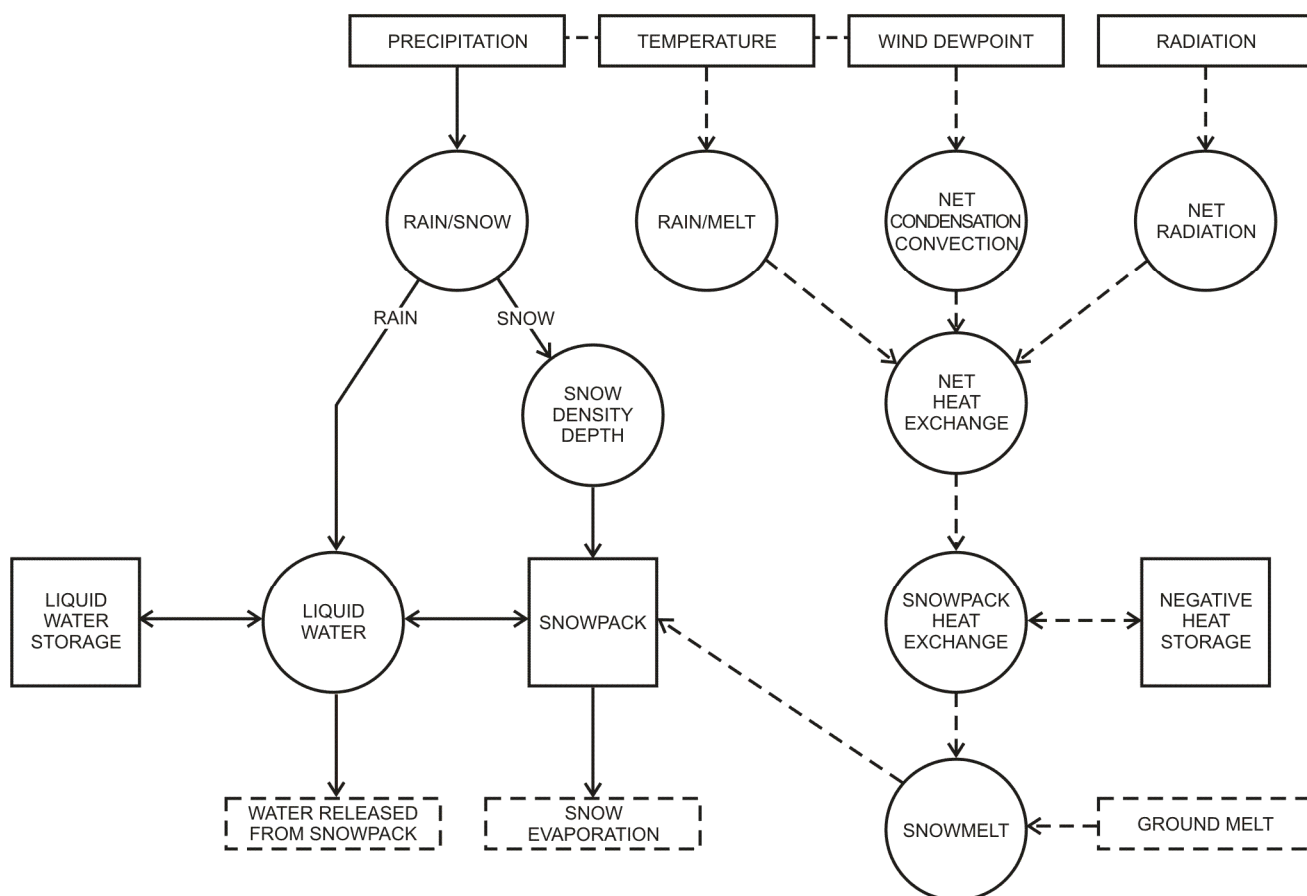 PRECIPITATION
TEMPERATURE
WIND DEWPOINT
RADIATION
RAIN/SNOW
RAIN/MELT
NET
CONDENSATION
CONVECTION
NET
RADIATION
RAIN
SNOW
SNOW
DENSITY
DEPTH
NET
HEAT
EXCHANGE
LIQUID
WATER
STORAGE
LIQUID
WATER
SNOWPACK
SNOWPACK
HEAT
EXCHANGE
NEGATIVE
HEAT
STORAGE
WATER RELEASED
FROM SNOWPACK
SNOW
EVAPORATION
SNOWMELT
GROUND MELT